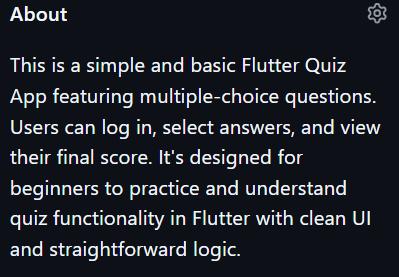 About
This is a simple and basic Flutter Quiz
App featuring multiple-choice questions.
Users can log in, select answers, and view
their final score. It's designed for
beginners to practice and understand
quiz functionality in Flutter with clean UI
and straightforward logic.